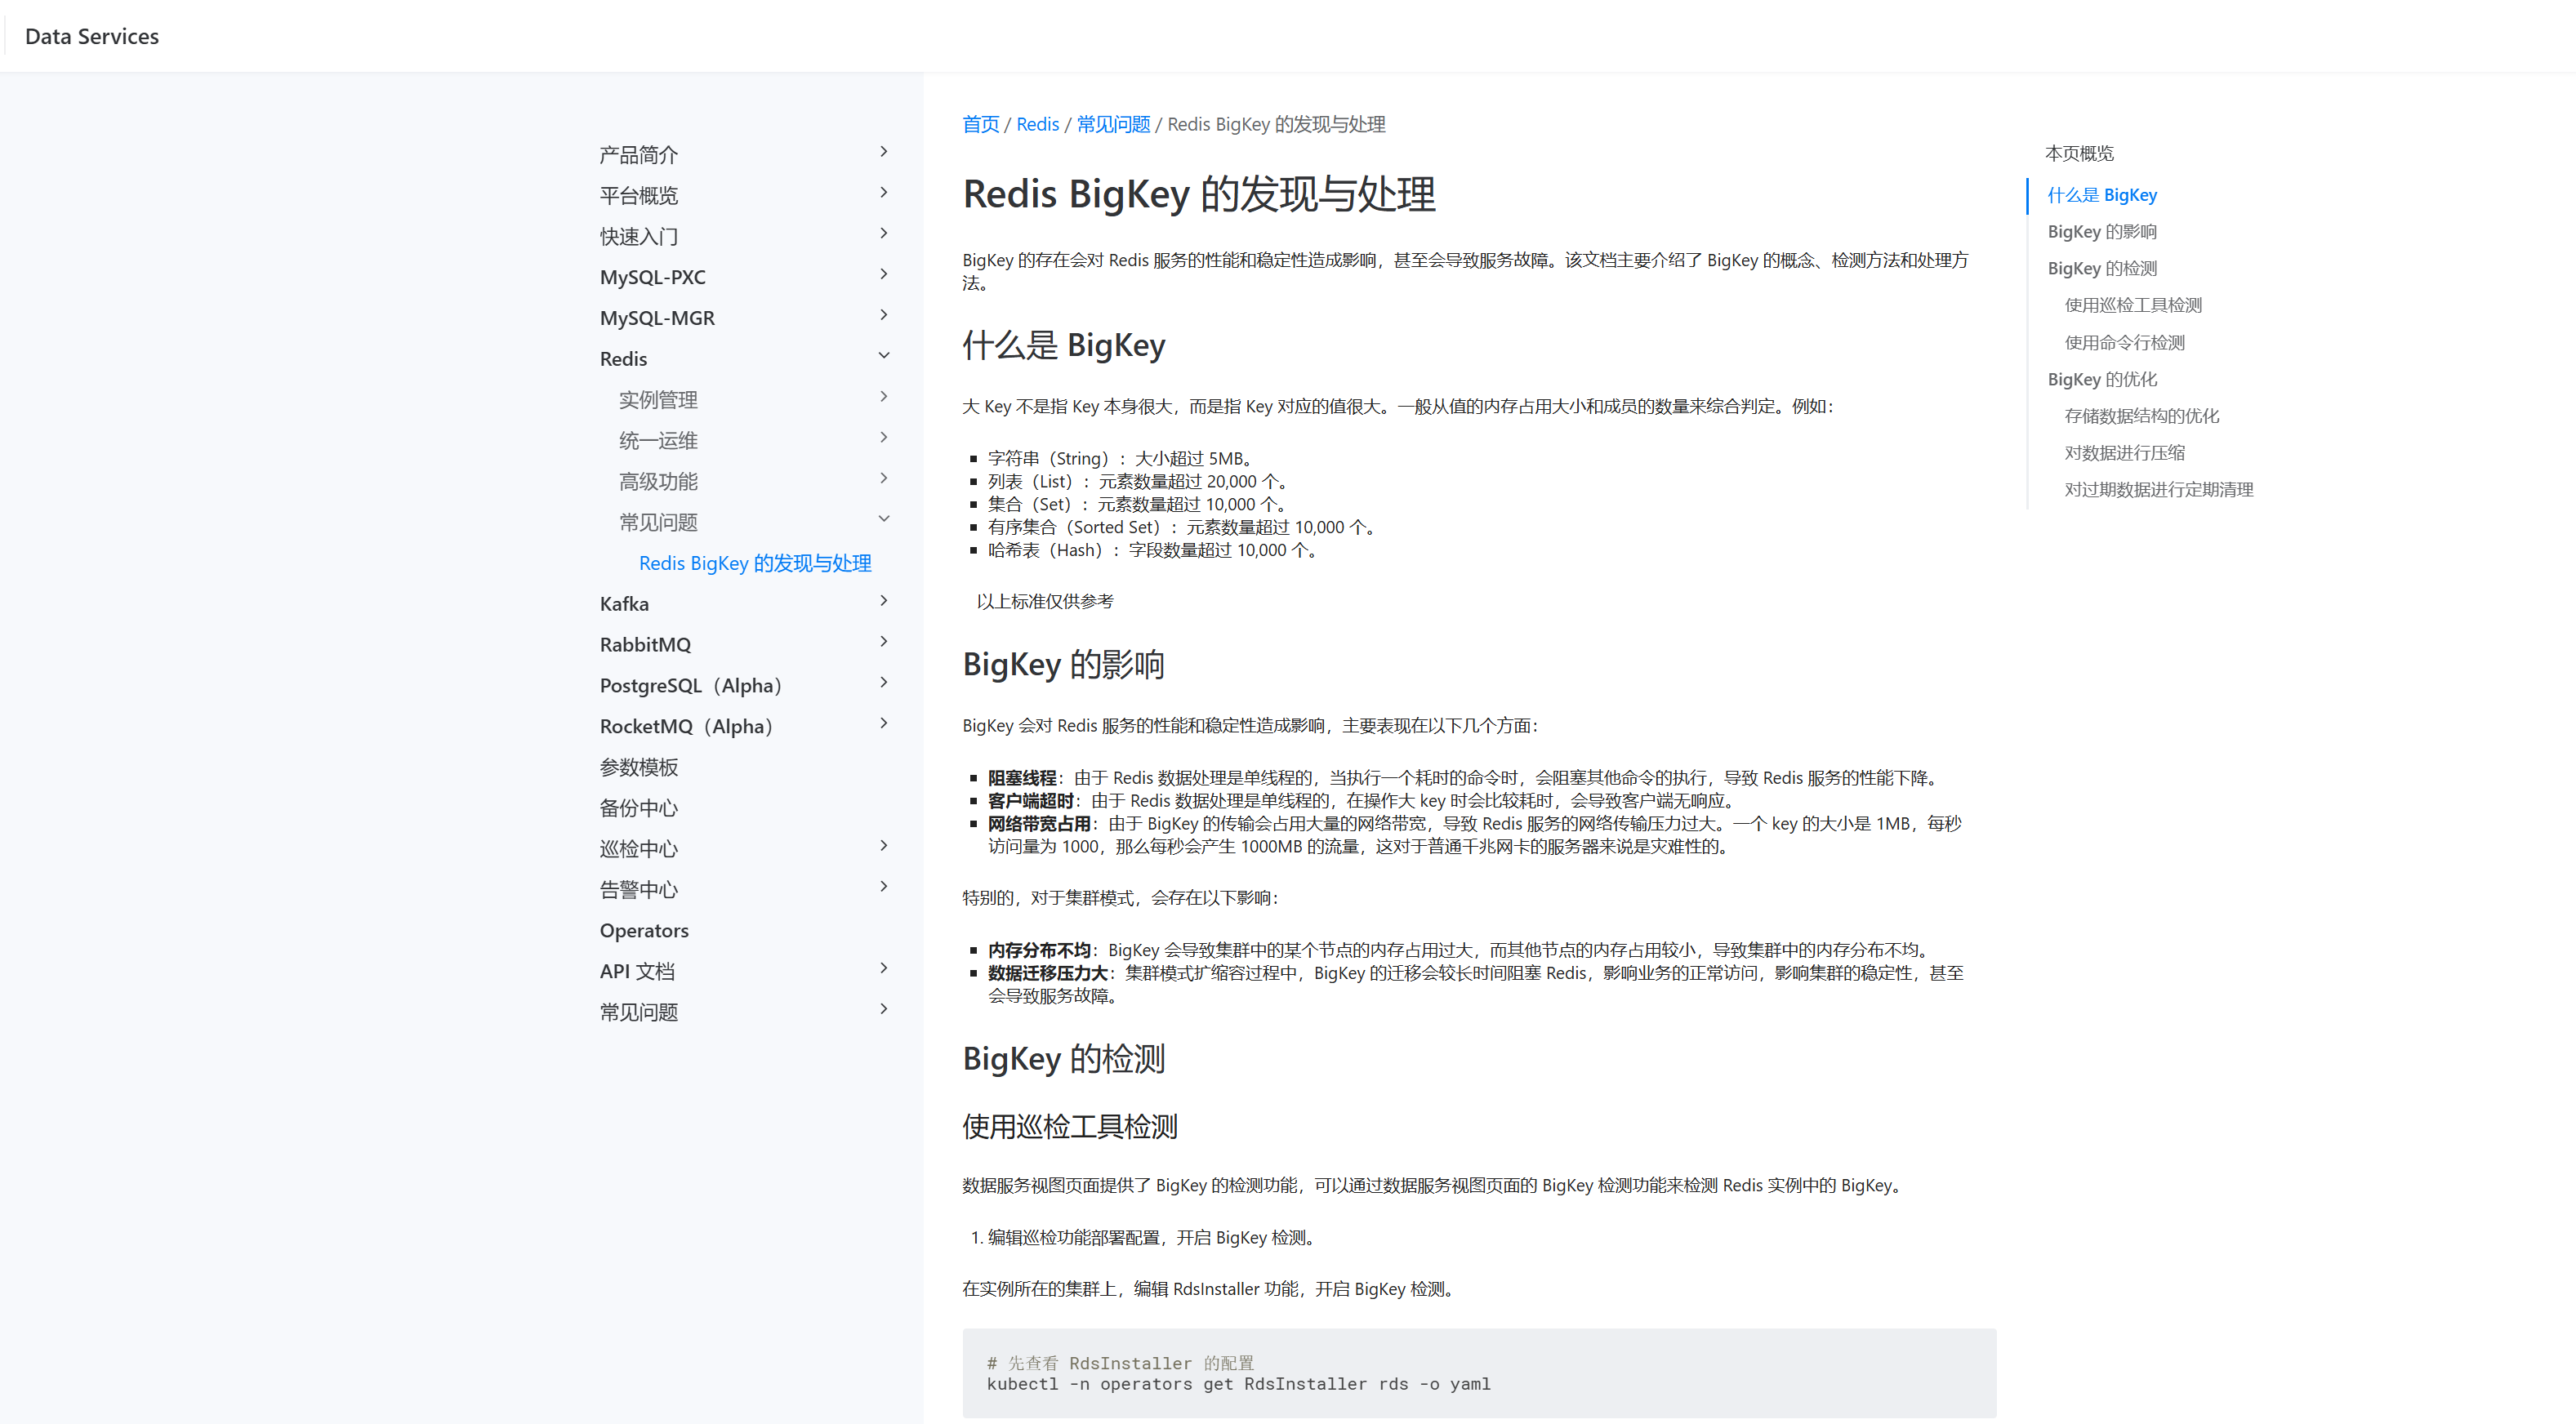 Data Services
产品简介
平台概览
快速入门
MySQL-PXC
MySQL-MGR
Redis
实例管理
统一运维
高级功能
常见问题
Redis BigKey 的发现与处理
Kafka
RabbitMQ
PostgreSQL（Alpha）
RocketMQ（Alpha）
参数模板
备份中心
巡检中心
告警中心
Operators
API 文档
常见问题
首页 / Redis / 常见问题 / Redis BigKey 的发现与处理
Redis BigKey 的发现与处理
BigKey 的存在会对 Redis 服务的性能和稳定性造成影响，甚至会导致服务故障。该文档主要介绍了 BigKey 的概念、检测方法和处理方
法。
什么是 BigKey
大 Key 不是指 Key 本身很大，而是指 Key 对应的值很大。一般从值的内存占用大小和成员的数量来综合判定。例如：
字符串（String）：大小超过 5MB。
列表（List）：元素数量超过 20,000 个。
集合（Set）：元素数量超过 10,000 个。
有序集合（Sorted Set）：元素数量超过 10,000 个。
哈希表（Hash）：字段数量超过 10,000 个。
以上标准仅供参考
BigKey 的影响
BigKey 会对 Redis 服务的性能和稳定性造成影响，主要表现在以下几个方面：
阻塞线程：由于 Redis 数据处理是单线程的，当执行一个耗时的命令时，会阻塞其他命令的执行，导致 Redis 服务的性能下降。
客户端超时：由于 Redis 数据处理是单线程的，在操作大 key 时会比较耗时，会导致客户端无响应。
网络带宽占用：由于 BigKey 的传输会占用大量的网络带宽，导致 Redis 服务的网络传输压力过大。一个 key 的大小是 1MB，每秒
访问量为 1000，那么每秒会产生 1000MB 的流量，这对于普通千兆网卡的服务器来说是灾难性的。
特别的，对于集群模式，会存在以下影响：
内存分布不均：BigKey 会导致集群中的某个节点的内存占用过大，而其他节点的内存占用较小，导致集群中的内存分布不均。
数据迁移压力大：集群模式扩缩容过程中，BigKey 的迁移会较长时间阻塞 Redis，影响业务的正常访问，影响集群的稳定性，甚至
会导致服务故障。
BigKey 的检测
使用巡检工具检测
数据服务视图页面提供了 BigKey 的检测功能，可以通过数据服务视图页面的 BigKey 检测功能来检测 Redis 实例中的 BigKey。
1. 编辑巡检功能部署配置，开启 BigKey 检测。
在实例所在的集群上，编辑 RdsInstaller 功能，开启 BigKey 检测。
# 先查看 RdsInstaller 的配置
kubectl -n operators get RdsInstaller rds -o yaml
本页概览
什么是 BigKey
BigKey 的影响
BigKey 的检测
使用巡检工具检测
使用命令行检测
BigKey 的优化
存储数据结构的优化
对数据进行压缩
对过期数据进行定期清理